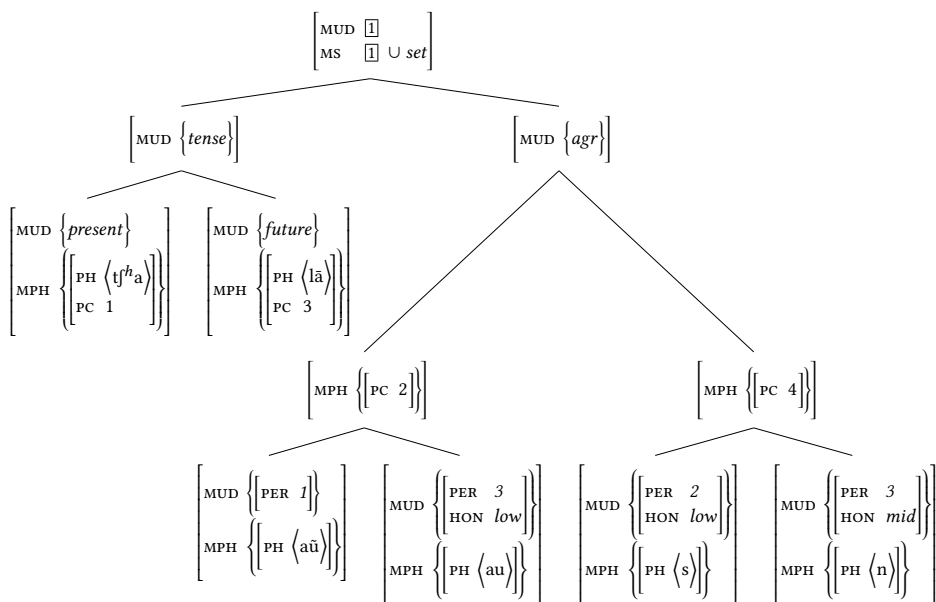 MUD 1
MS 1 ∪ set
MUD {tense}
MUD {agr}
MUD {present}
MPH {[PH ⟨tʃʰa⟩
PC 1]}
MUD {future}
MPH {[PH ⟨lā⟩
PC 3]}
MPH {[PC 2]}
MPH {[PC 4]}
MUD {[PER 1]}
MPH {[PH ⟨aũ⟩]}
MUD {[PER 3
HON low]}
MPH {[PH ⟨au⟩]}
MUD {[PER 2
HON low]}
MPH {[PH ⟨s⟩]}
MUD {[PER 3
HON mid]}
MPH {[PH ⟨n⟩]}